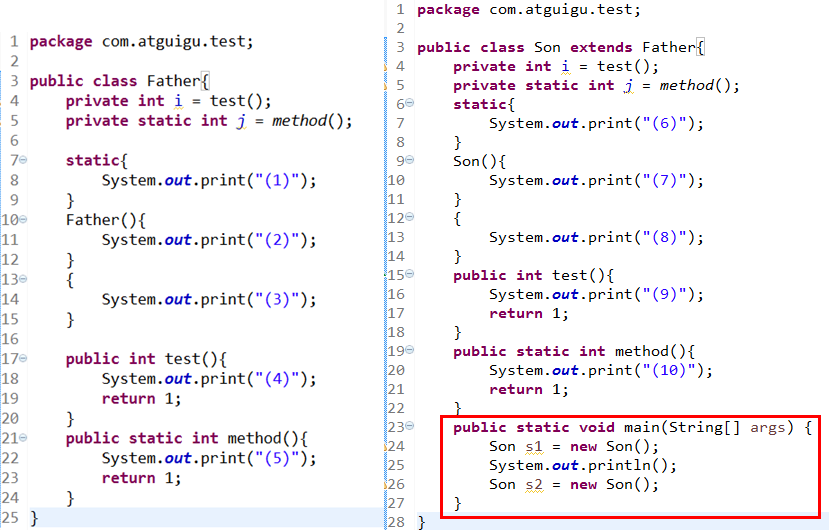 1 package com.atguigu.test;
2
3 public class Father{
4 private int i = test();
5 private static int j = method();
6
7 static{
8 System.out.print("(1)");
9 }
10 Father(){
11 System.out.print("(2)");
12 }
13 {
14 System.out.print("(3)");
15 }
16
17 public int test(){
18 System.out.print("(4)");
19 return 1;
20 }
21 public static int method(){
22 System.out.print("(5)");
23 return 1;
24 }
25 }
1 package com.atguigu.test;
2
3 public class Son extends Father{
4 private int i = test();
5 private static int j = method();
6 static{
7 System.out.print("(6)");
8 }
9 Son(){
10 System.out.print("(7)");
11 }
12 {
13 System.out.print("(8)");
14 }
15 public int test(){
16 System.out.print("(9)");
17 return 1;
18 }
19 public static int method(){
20 System.out.print("(10)");
21 return 1;
22 }
23 public static void main(String[] args) {
24 Son s1 = new Son();
25 System.out.println();
26 Son s2 = new Son();
27 }
28 }